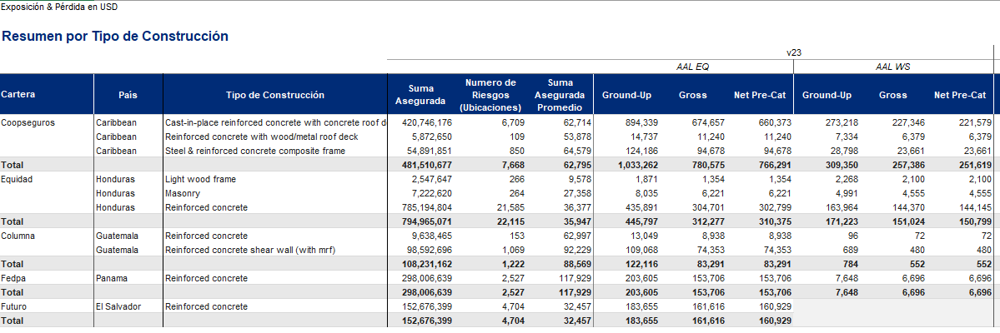 Exposición & Pérdida en USD
Resumen por Tipo de Construcción
v23
AAL EQ AAL WS
Cartera País Tipo de Construcción Suma Asegurada Numero de Riesgos (Ubicaciones) Suma Asegurada Promedio Ground-Up Gross Net Pre-Cat Ground-Up Gross Net Pre-Cat
Coopseguros Caribbean Cast-in-place reinforced concrete with concrete roof d 420,746,176 6,709 62,714 894,339 674,657 660,373 273,218 227,346 221,579
Caribbean Reinforced concrete with wood/metal roof deck 5,872,650 109 53,878 14,737 11,240 11,240 7,334 6,379 6,379
Caribbean Steel & reinforced concrete composite frame 54,891,851 850 64,579 124,186 94,678 94,678 28,798 23,661 23,661
Total 481,510,677 7,668 62,795 1,033,262 780,575 766,291 309,350 257,386 251,619
Equidad Honduras Light wood frame 2,547,647 266 9,578 1,871 1,354 1,354 2,268 2,100 2,100
Honduras Masonry 7,222,620 264 27,358 8,035 6,221 6,221 4,991 4,555 4,555
Honduras Reinforced concrete 785,194,804 21,585 36,377 435,891 304,701 302,799 163,964 144,370 144,145
Total 794,965,071 22,115 35,947 445,797 312,277 310,375 171,223 151,024 150,799
Columna Guatemala Reinforced concrete 9,638,465 153 62,997 13,049 8,938 8,938 96 72 72
Guatemala Reinforced concrete shear wall (with mrf) 98,592,696 1,069 92,229 109,068 74,353 74,353 689 480 480
Total 108,231,162 1,222 88,569 122,116 83,291 83,291 784 552 552
Fedpa Panama Reinforced concrete 298,006,639 2,527 117,929 203,605 153,706 153,706 7,648 6,696 6,696
Total 298,006,639 2,527 117,929 203,605 153,706 153,706 7,648 6,696 6,696
Futuro El Salvador Reinforced concrete 152,676,399 4,704 32,457 183,655 161,616 160,929
Total 152,676,399 4,704 32,457 183,655 161,616 160,929